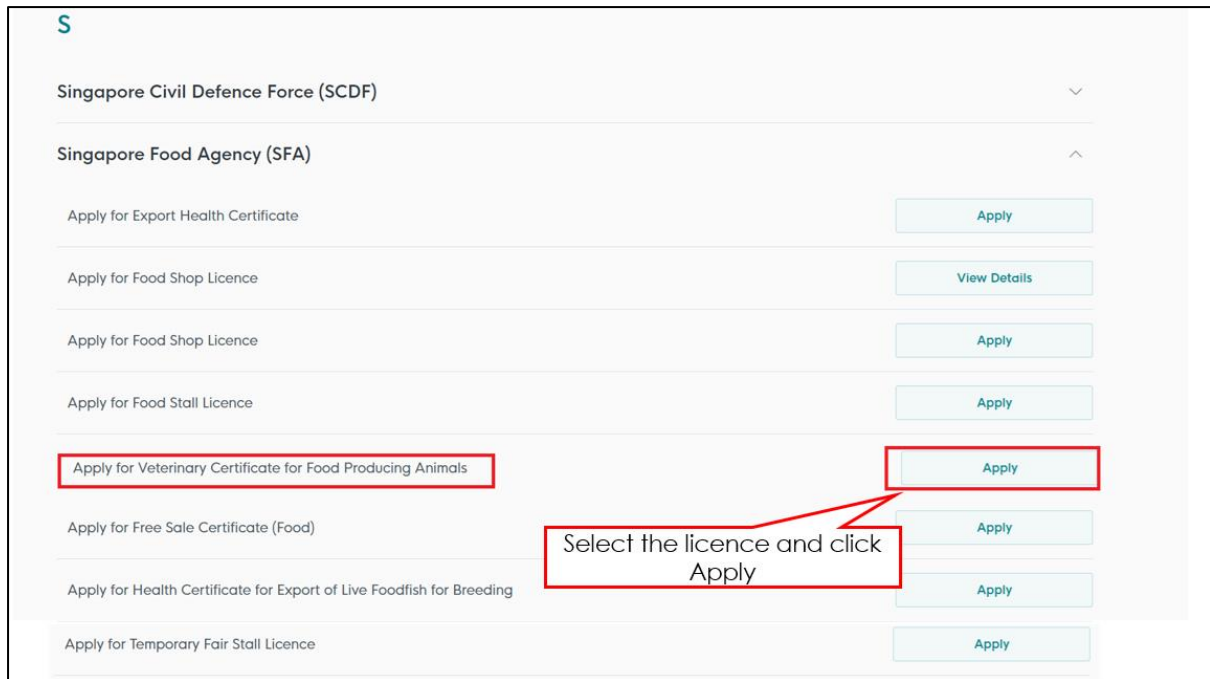 S
Singapore Civil Defence Force (SCDF)
Singapore Food Agency (SFA)
Apply for Export Health Certificate
Apply
Apply for Food Shop Licence
View Details
Apply for Food Shop Licence
Apply
Apply for Food Stall Licence
Apply
Apply for Veterinary Certificate for Food Producing Animals
Apply
Apply for Free Sale Certificate (Food)
Apply
Select the licence and click
Apply
Apply for Health Certificate for Export of Live Foodfish for Breeding
Apply
Apply for Temporary Fair Stall Licence
Apply